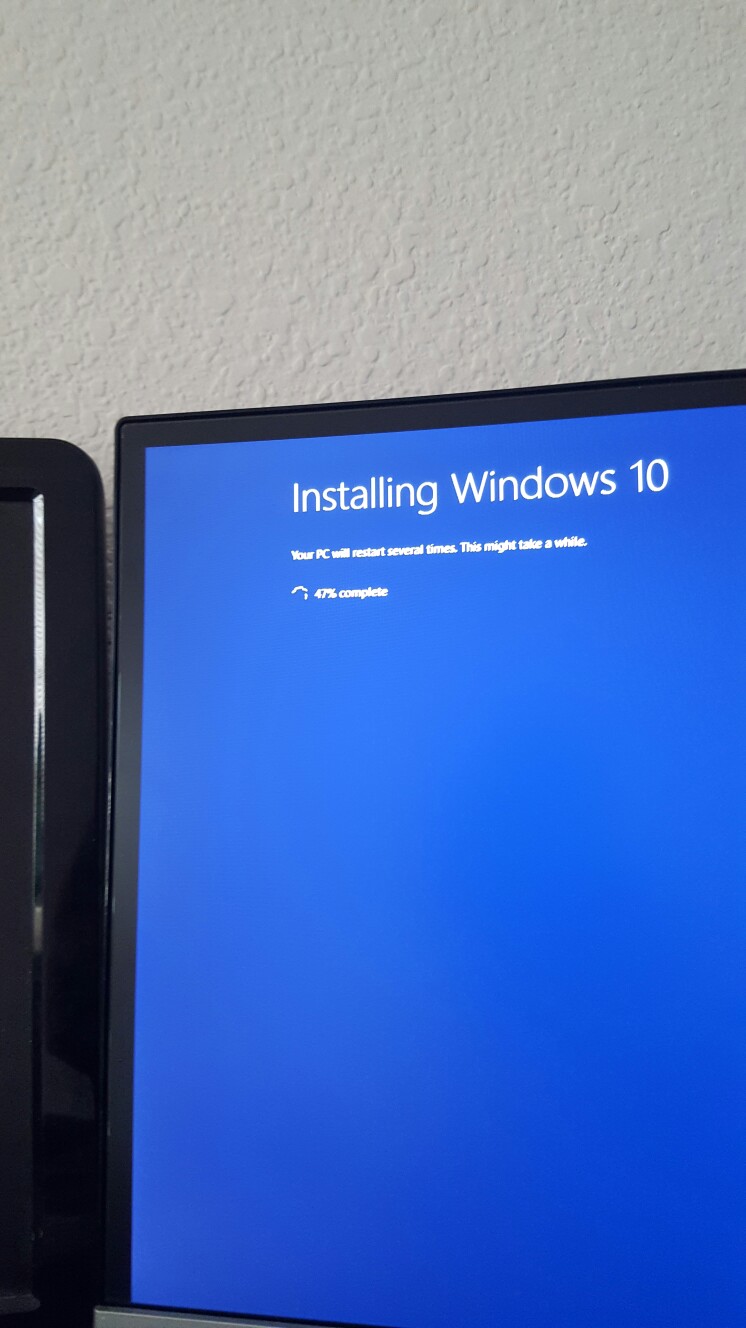 Installing Windows 10
Your PC will restart several times. This might take a while.
47% complete